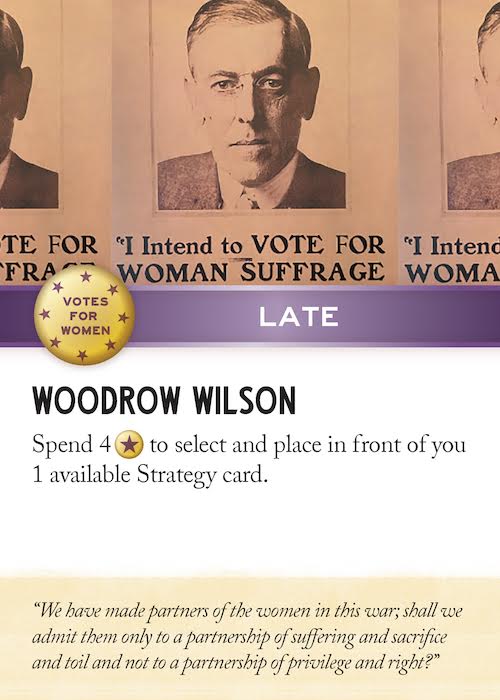 TE FOR
FFRAGE
"I Intend to VOTE FOR
WOMAN SUFFRAGE
"I Intend
WOMA
VOTES
FOR
WOMEN
LATE
WOODROW WILSON
Spend 4 to select and place in front of you
1 available Strategy card.
“We have made partners of the women in this war; shall we
admit them only to a partnership of suffering and sacrifice
and toil and not to a partnership of privilege and right?”